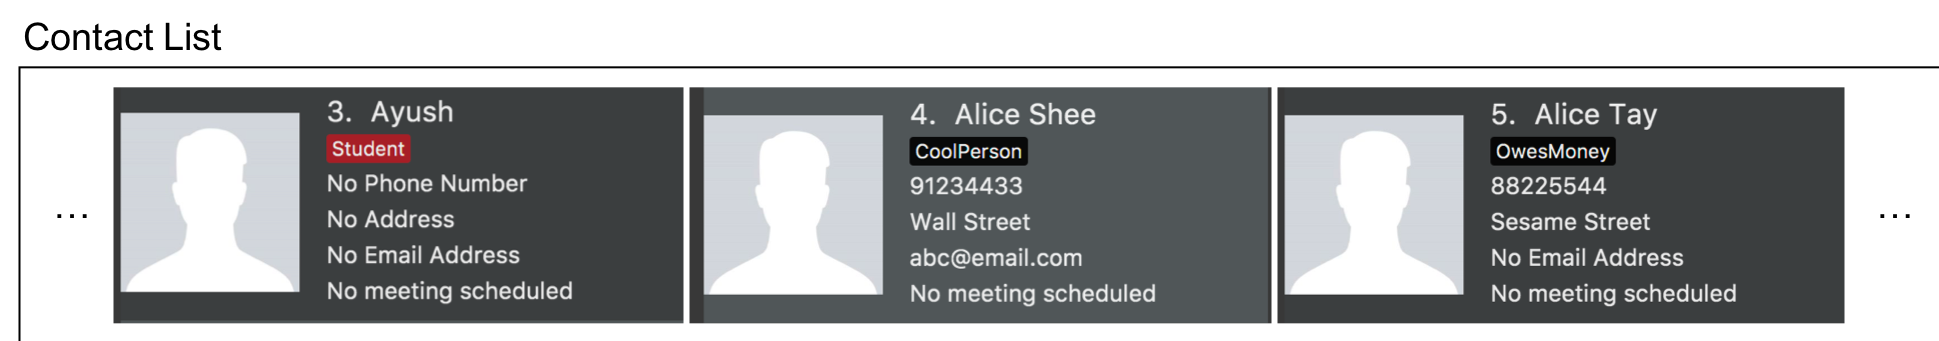 Contact List
...
3. Ayush
Student
No Phone Number
No Address
No Email Address
No meeting scheduled
4. Alice Shee
CoolPerson
91234433
Wall Street
abc@email.com
No meeting scheduled
5. Alice Tay
OwesMoney
88225544
Sesame Street
No Email Address
No meeting scheduled
...